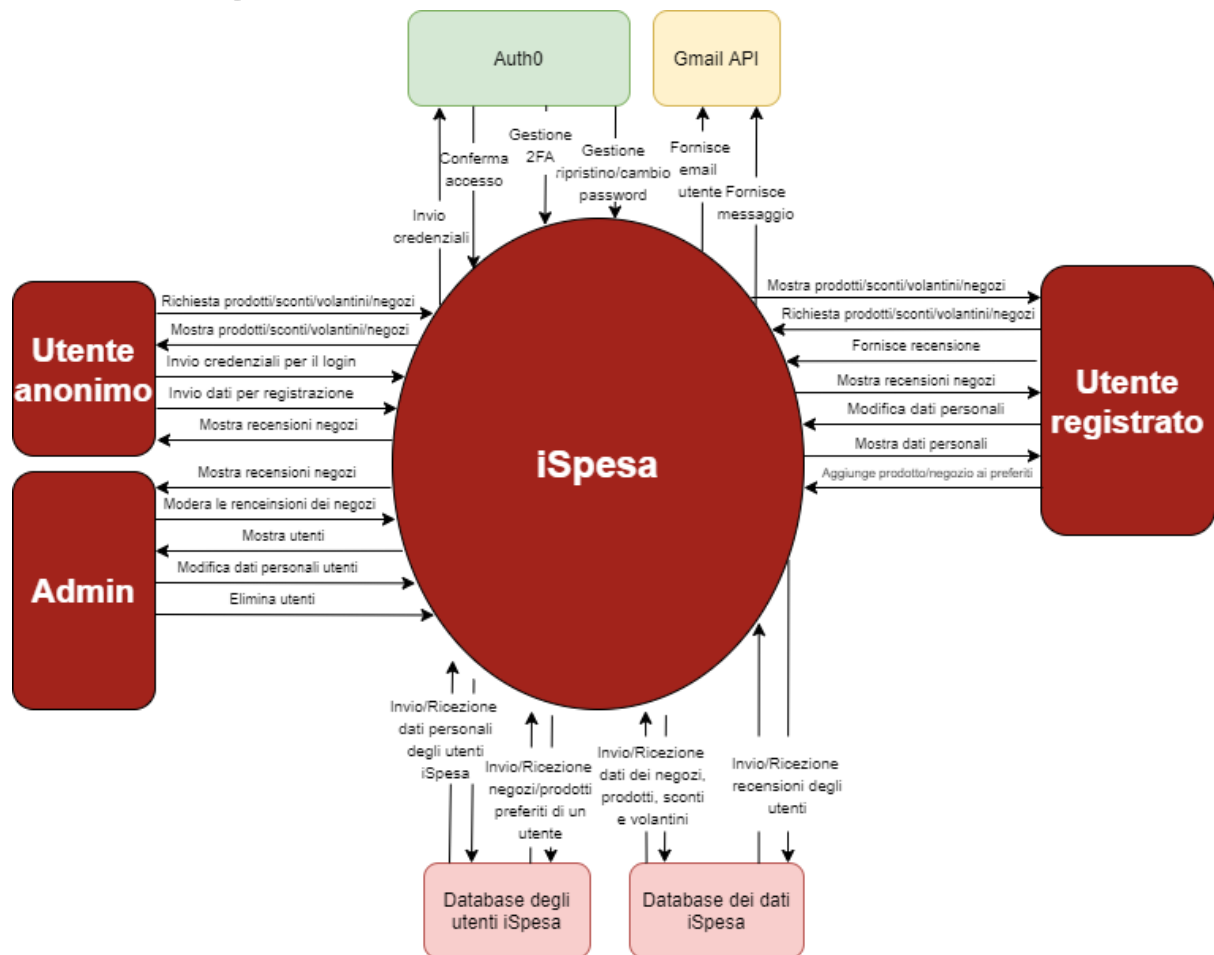 Auth0
Gmail API
Gestione
2FA
Conferma
accesso
Gestione
ripristino/cambio
password
Fornisce
email
utente
Fornisce
messaggio
Invio
credenziali
Utente
anonimo
Richiesta prodotti/sconti/volantini/negozi
Mostra prodotti/sconti/volantini/negozi
Invio credenziali per il login
Invio dati per registrazione
Mostra recensioni negozi
Admin
Mostra recensioni negozi
Modera le renceinsioni dei negozi
Mostra utenti
Modifica dati personali utenti
Elimina utenti
iSpesa
Mostra prodotti/sconti/volantini/negozi
Richiesta prodotti/sconti/volantini/negozi
Fornisce recensione
Mostra recensioni negozi
Modifica dati personali
Mostra dati personali
Aggiunge prodotto/negozio ai preferiti
Utente
registrato
Invio/Ricezione
dati personali
degli utenti
iSpesa
Invio/Ricezione
negozi/prodotti
preferiti di un
utente
Invio/Ricezione
dati dei negozi,
prodotti, sconti
e volantini
Invio/Ricezione
recensioni degli
utenti
Database degli
utenti iSpesa
Database dei dati
iSpesa